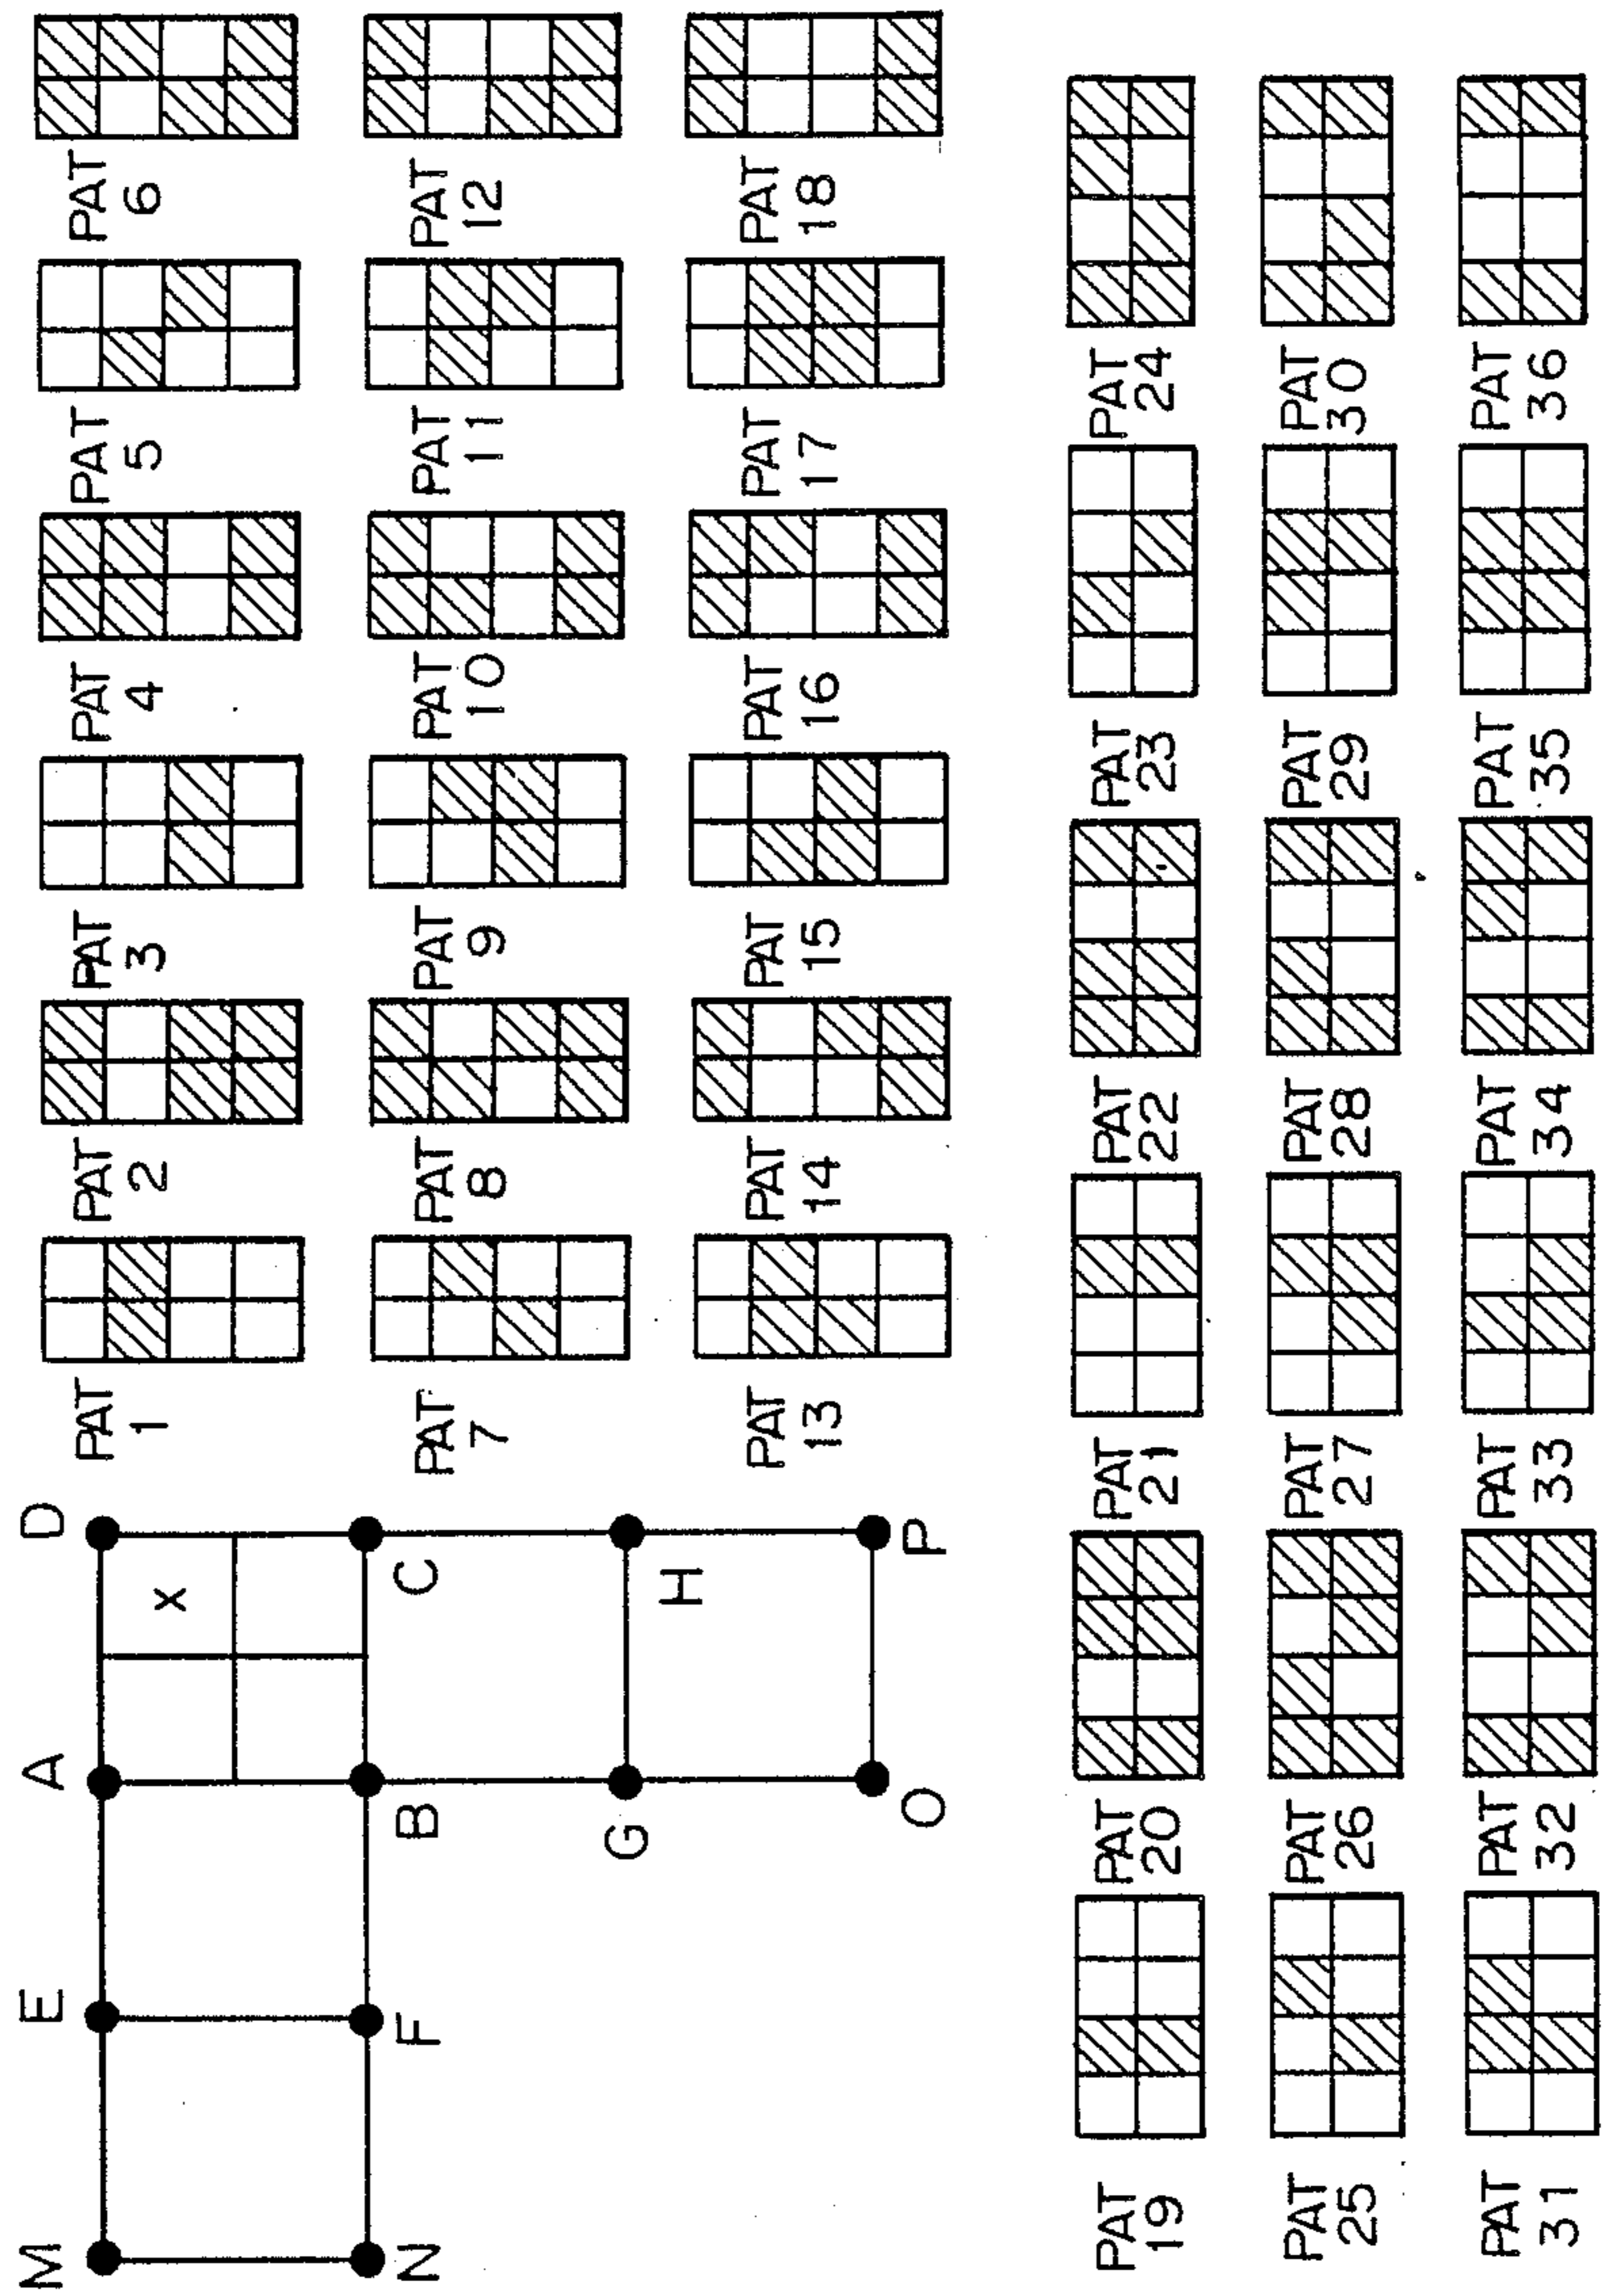 M E A D
x
N F B C
G H
O P
PAT
1
PAT
2
PAT
3
PAT
4
PAT
5
PAT
6
PAT
7
PAT
8
PAT
9
PAT
10
PAT
11
PAT
12
PAT
13
PAT
14
PAT
15
PAT
16
PAT
17
PAT
18
PAT
19
PAT
20
PAT
21
PAT
22
PAT
23
PAT
24
PAT
25
PAT
26
PAT
27
PAT
28
PAT
29
PAT
30
PAT
31
PAT
32
PAT
33
PAT
34
PAT
35
PAT
36